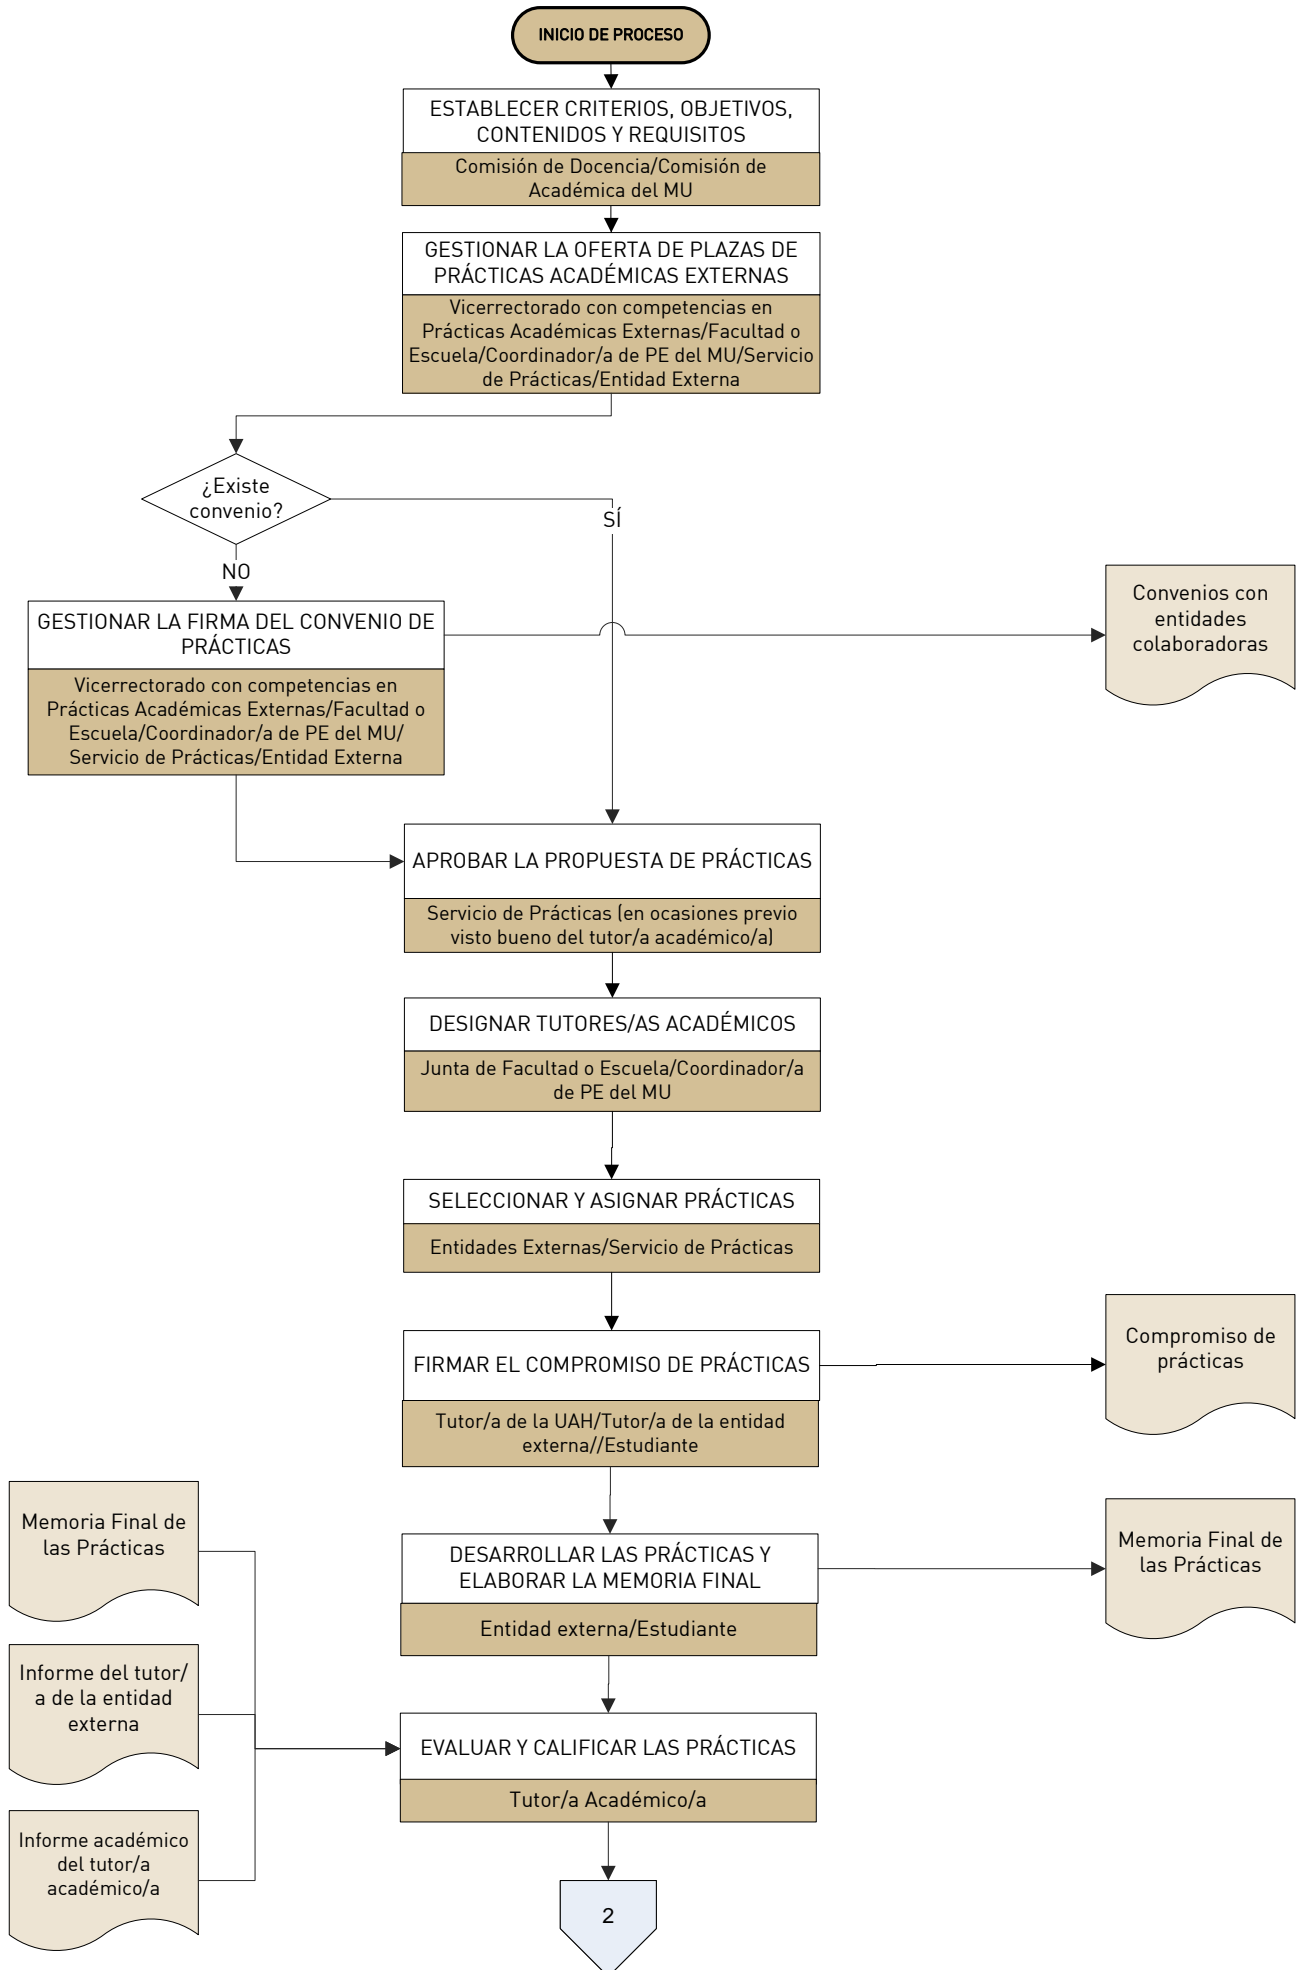 INICIO DE PROCESO
ESTABLECER CRITERIOS, OBJETIVOS,
CONTENIDOS Y REQUISITOS
Comisión de Docencia/Comisión de
Académica del MU
GESTIONAR LA OFERTA DE PLAZAS DE
PRÁCTICAS ACADÉMICAS EXTERNAS
Vicerrectorado con competencias en
Prácticas Académicas Externas/Facultad o
Escuela/Coordinador/a de PE del MU/Servicio
de Prácticas/Entidad Externa
¿Existe
convenio?
SÍ
NO
GESTIONAR LA FIRMA DEL CONVENIO DE
PRÁCTICAS
Vicerrectorado con competencias en
Prácticas Académicas Externas/Facultad o
Escuela/Coordinador/a de PE del MU/
Servicio de Prácticas/Entidad Externa
Convenios con
entidades
colaboradoras
APROBAR LA PROPUESTA DE PRÁCTICAS
Servicio de Prácticas (en ocasiones previo
visto bueno del tutor/a académico/a)
DESIGNAR TUTORES/AS ACADÉMICOS
Junta de Facultad o Escuela/Coordinador/a
de PE del MU
SELECCIONAR Y ASIGNAR PRÁCTICAS
Entidades Externas/Servicio de Prácticas
FIRMAR EL COMPROMISO DE PRÁCTICAS
Tutor/a de la UAH/Tutor/a de la entidad
externa//Estudiante
Compromiso de
prácticas
Memoria Final de
las Prácticas
DESARROLLAR LAS PRÁCTICAS Y
ELABORAR LA MEMORIA FINAL
Entidad externa/Estudiante
Memoria Final de
las Prácticas
Informe del tutor/
a de la entidad
externa
EVALUAR Y CALIFICAR LAS PRÁCTICAS
Tutor/a Académico/a
Informe académico
del tutor/a
académico/a
2